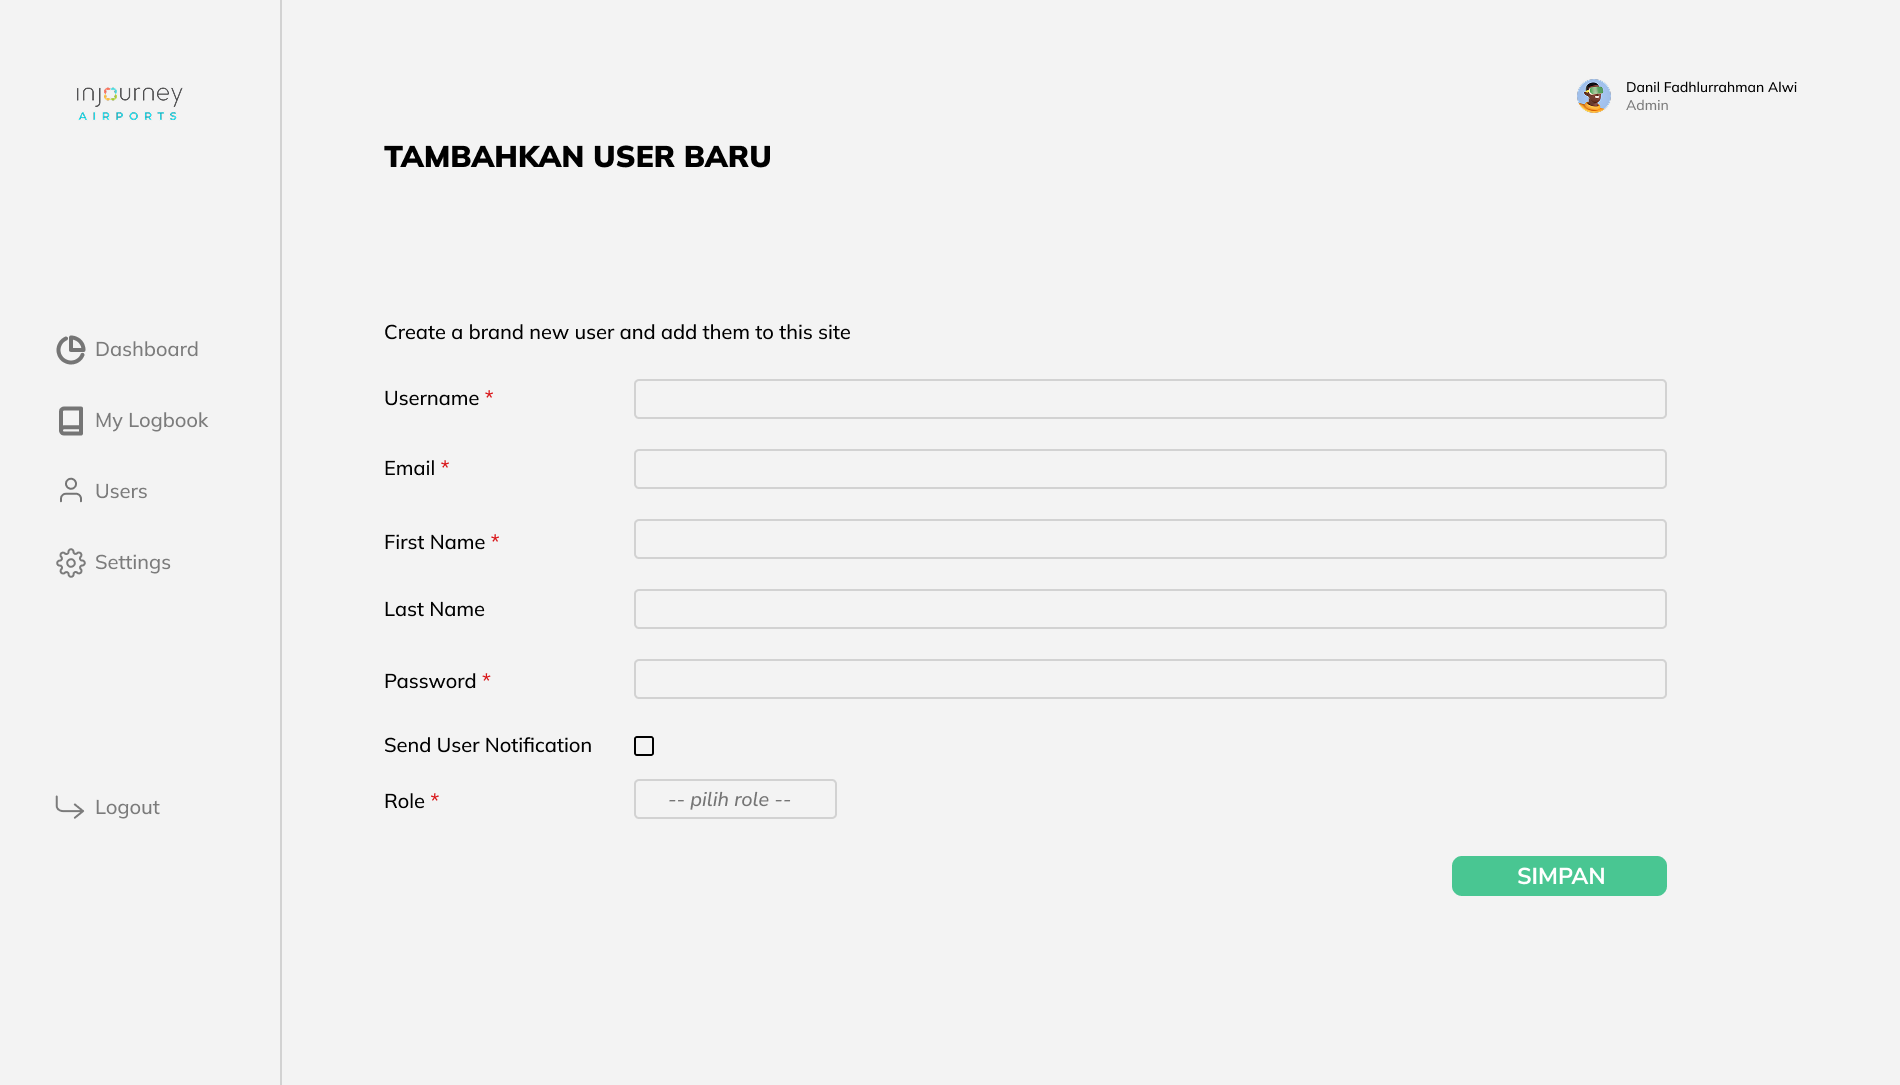 injourney
AIRPORTS
Danil Fadhlurrahman Alwi
Admin
TAMBAHKAN USER BARU
Create a brand new user and add them to this site
Dashboard
My Logbook
Users
Settings
Logout
Username *
Email *
First Name *
Last Name
Password *
Send User Notification
Role *
-- pilih role --
SIMPAN